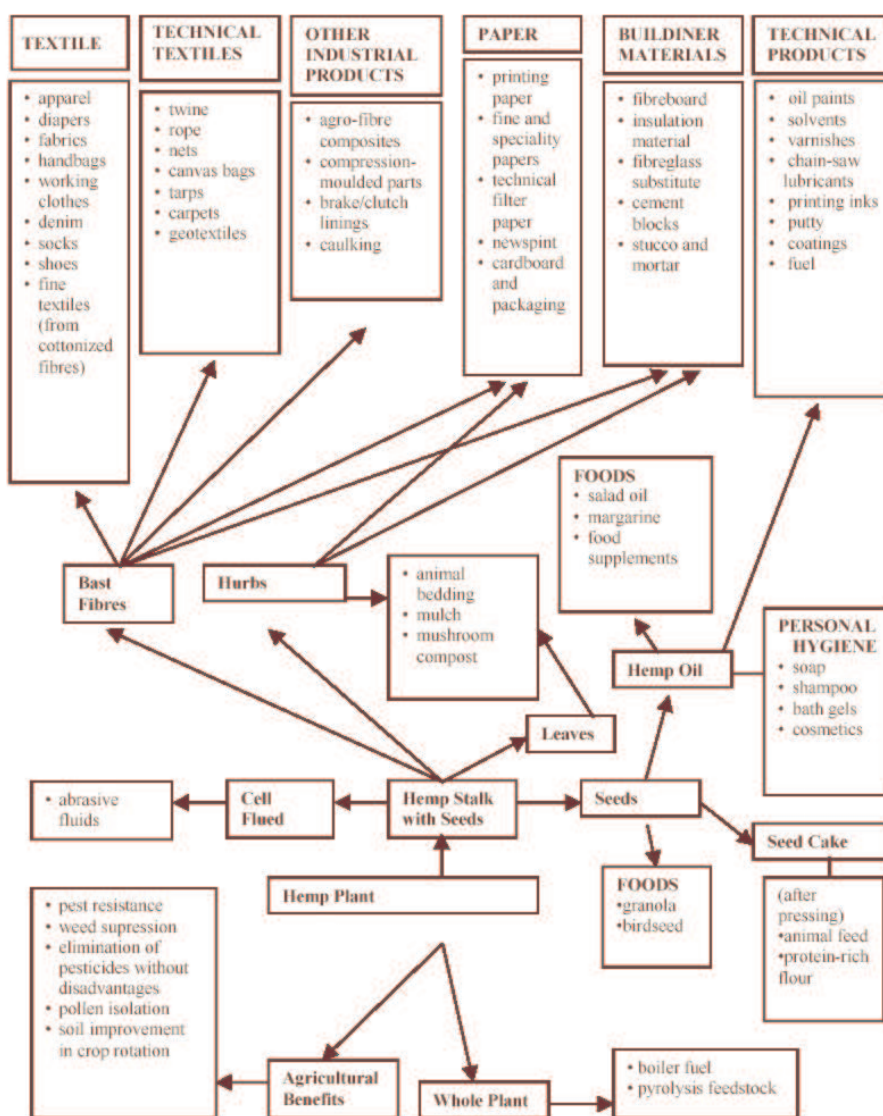 TEXTILE
• apparel
• diapers
• fabrics
• handbags
• working
clothes
• denim
• socks
• shoes
• fine
textiles
(from
cottonized
fibres)
TECHNICAL
TEXTILES
• twine
• rope
• nets
• canvas bags
• tarps
• carpets
• geotextiles
OTHER
INDUSTRIAL
PRODUCTS
• agro-fibre
composites
• compression-
moulded parts
• brake/clutch
linings
• caulking
PAPER
• printing
paper
• fine and
speciality
papers
• technical
filter
paper
• newspint
• cardboard
and
packaging
BUILDINER
MATERIALS
• fibreboard
• insulation
material
• fibreglass
substitute
• cement
blocks
• stucco and
mortar
TECHNICAL
PRODUCTS
• oil paints
• solvents
• varnishes
• chain-saw
lubricants
• printing inks
• putty
• coatings
• fuel
FOODS
• salad oil
• margarine
• food
supplements
Bast
Fibres
Hurbs
• animal
bedding
• mulch
• mushroom
compost
Hemp Oil
PERSONAL
HYGIENE
• soap
• shampoo
• bath gels
• cosmetics
Leaves
• abrasive
fluids
Cell
Flued
Hemp Stalk
with Seeds
Seeds
Seed Cake
Hemp Plant
FOODS
•granola
•birdseed
(after
pressing)
•animal feed
•protein-rich
flour
• pest resistance
• weed supression
• elimination of
pesticides without
disadvantages
• pollen isolation
• soil improvement
in crop rotation
Agricultural
Benefits
Whole Plant
• boiler fuel
• pyrolysis feedstock